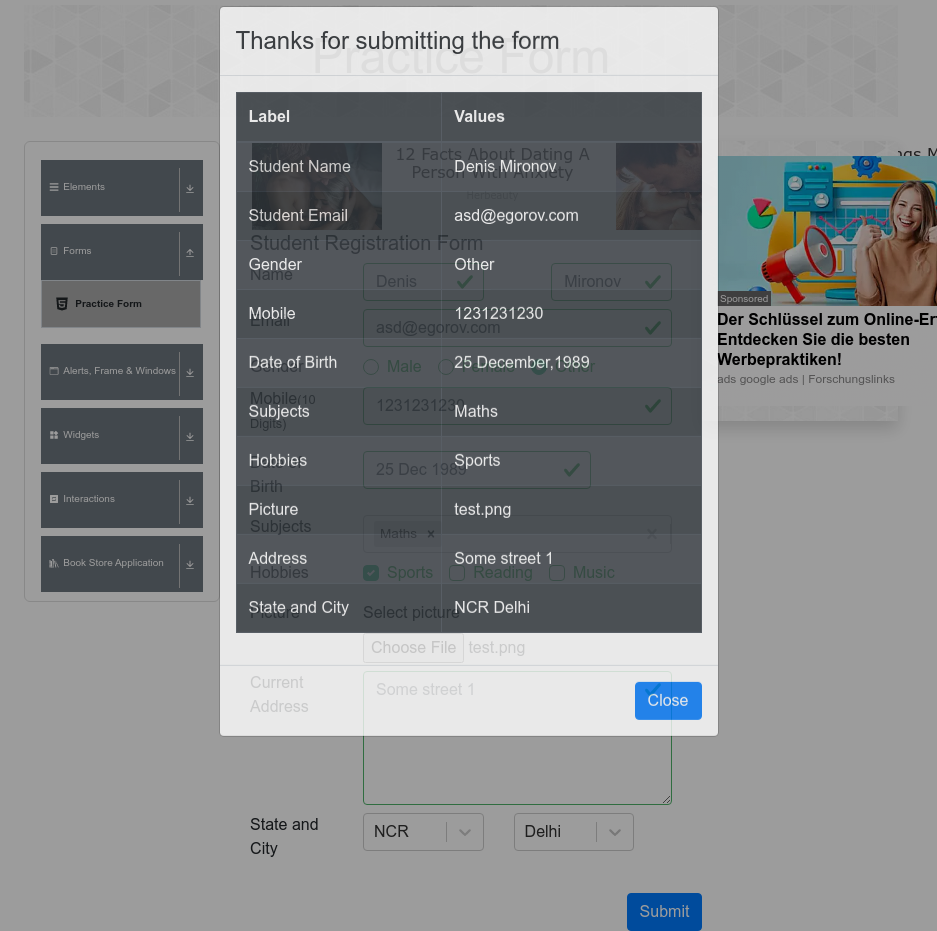 Practice Form
Thanks for submitting the form
Label Values
Student Name Denis Mironov
Student Email asd@egorov.com
Gender Other
Mobile 1231231230
Date of Birth 25 December,1989
Subjects Maths
Hobbies Sports
Picture test.png
Address Some street 1
State and City NCR Delhi
Close
Elements
Forms
Practice Form
Alerts, Frame & Windows
Widgets
Interactions
Book Store Application
12 Facts About Dating A
Person With Anxiety
Student Registration Form
Name Denis Mironov
Email asd@egorov.com
Gender Male Female Other
Mobile(10
Digits) 1231231230
Birth 25 Dec 1989
Subjects Maths ×
Hobbies Sports Reading Music
Picture Select picture
Choose File test.png
Current
Address
Some street 1
State and
City
NCR Delhi
Submit
Sponsored
Der Schlüssel zum Online-Er
Entdecken Sie die besten
Werbepraktiken!
ads google ads | Forschungslinks